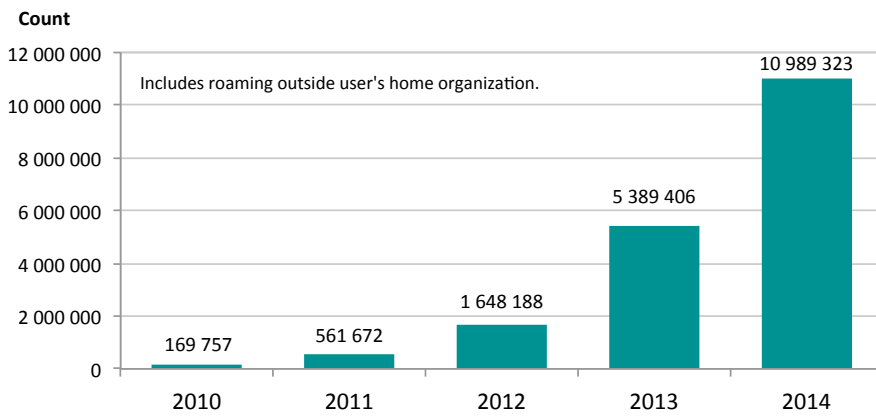 Count
12 000 000
10 989 323
Includes roaming outside user's home organization.
10 000 000
8 000 000
5 389 406
6 000 000
4 000 000
1 648 188
2 000 000
561 672
169 757
0
2010 2011 2012 2013 2014